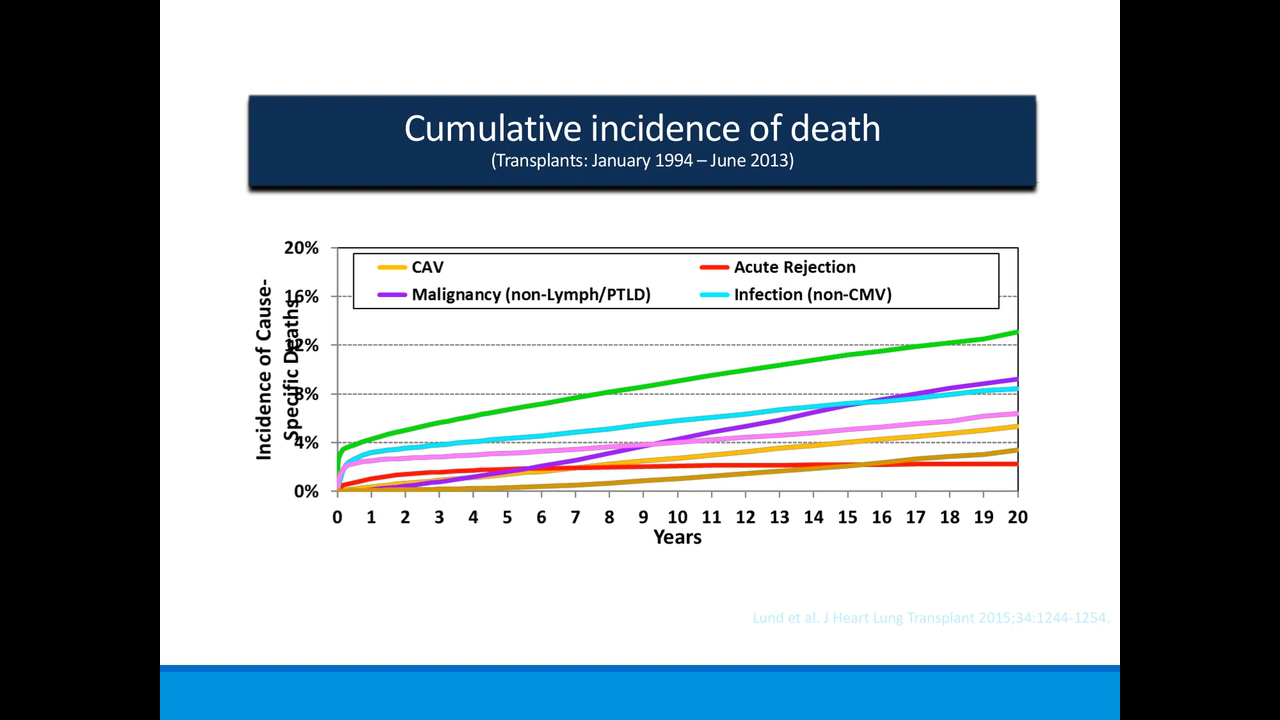 Cumulative incidence of death
(Transplants: January 1994 – June 2013)
20%
16%
12%
8%
4%
0%
Incidence of Cause-
Specific Deaths
CAV
Acute Rejection
Malignancy (non-Lymph/PTLD)
Infection (non-CMV)
0 1 2 3 4 5 6 7 8 9 10 11 12 13 14 15 16 17 18 19 20
Years
Lund et al. J Heart Lung Transplant 2015;34:1244-1254.